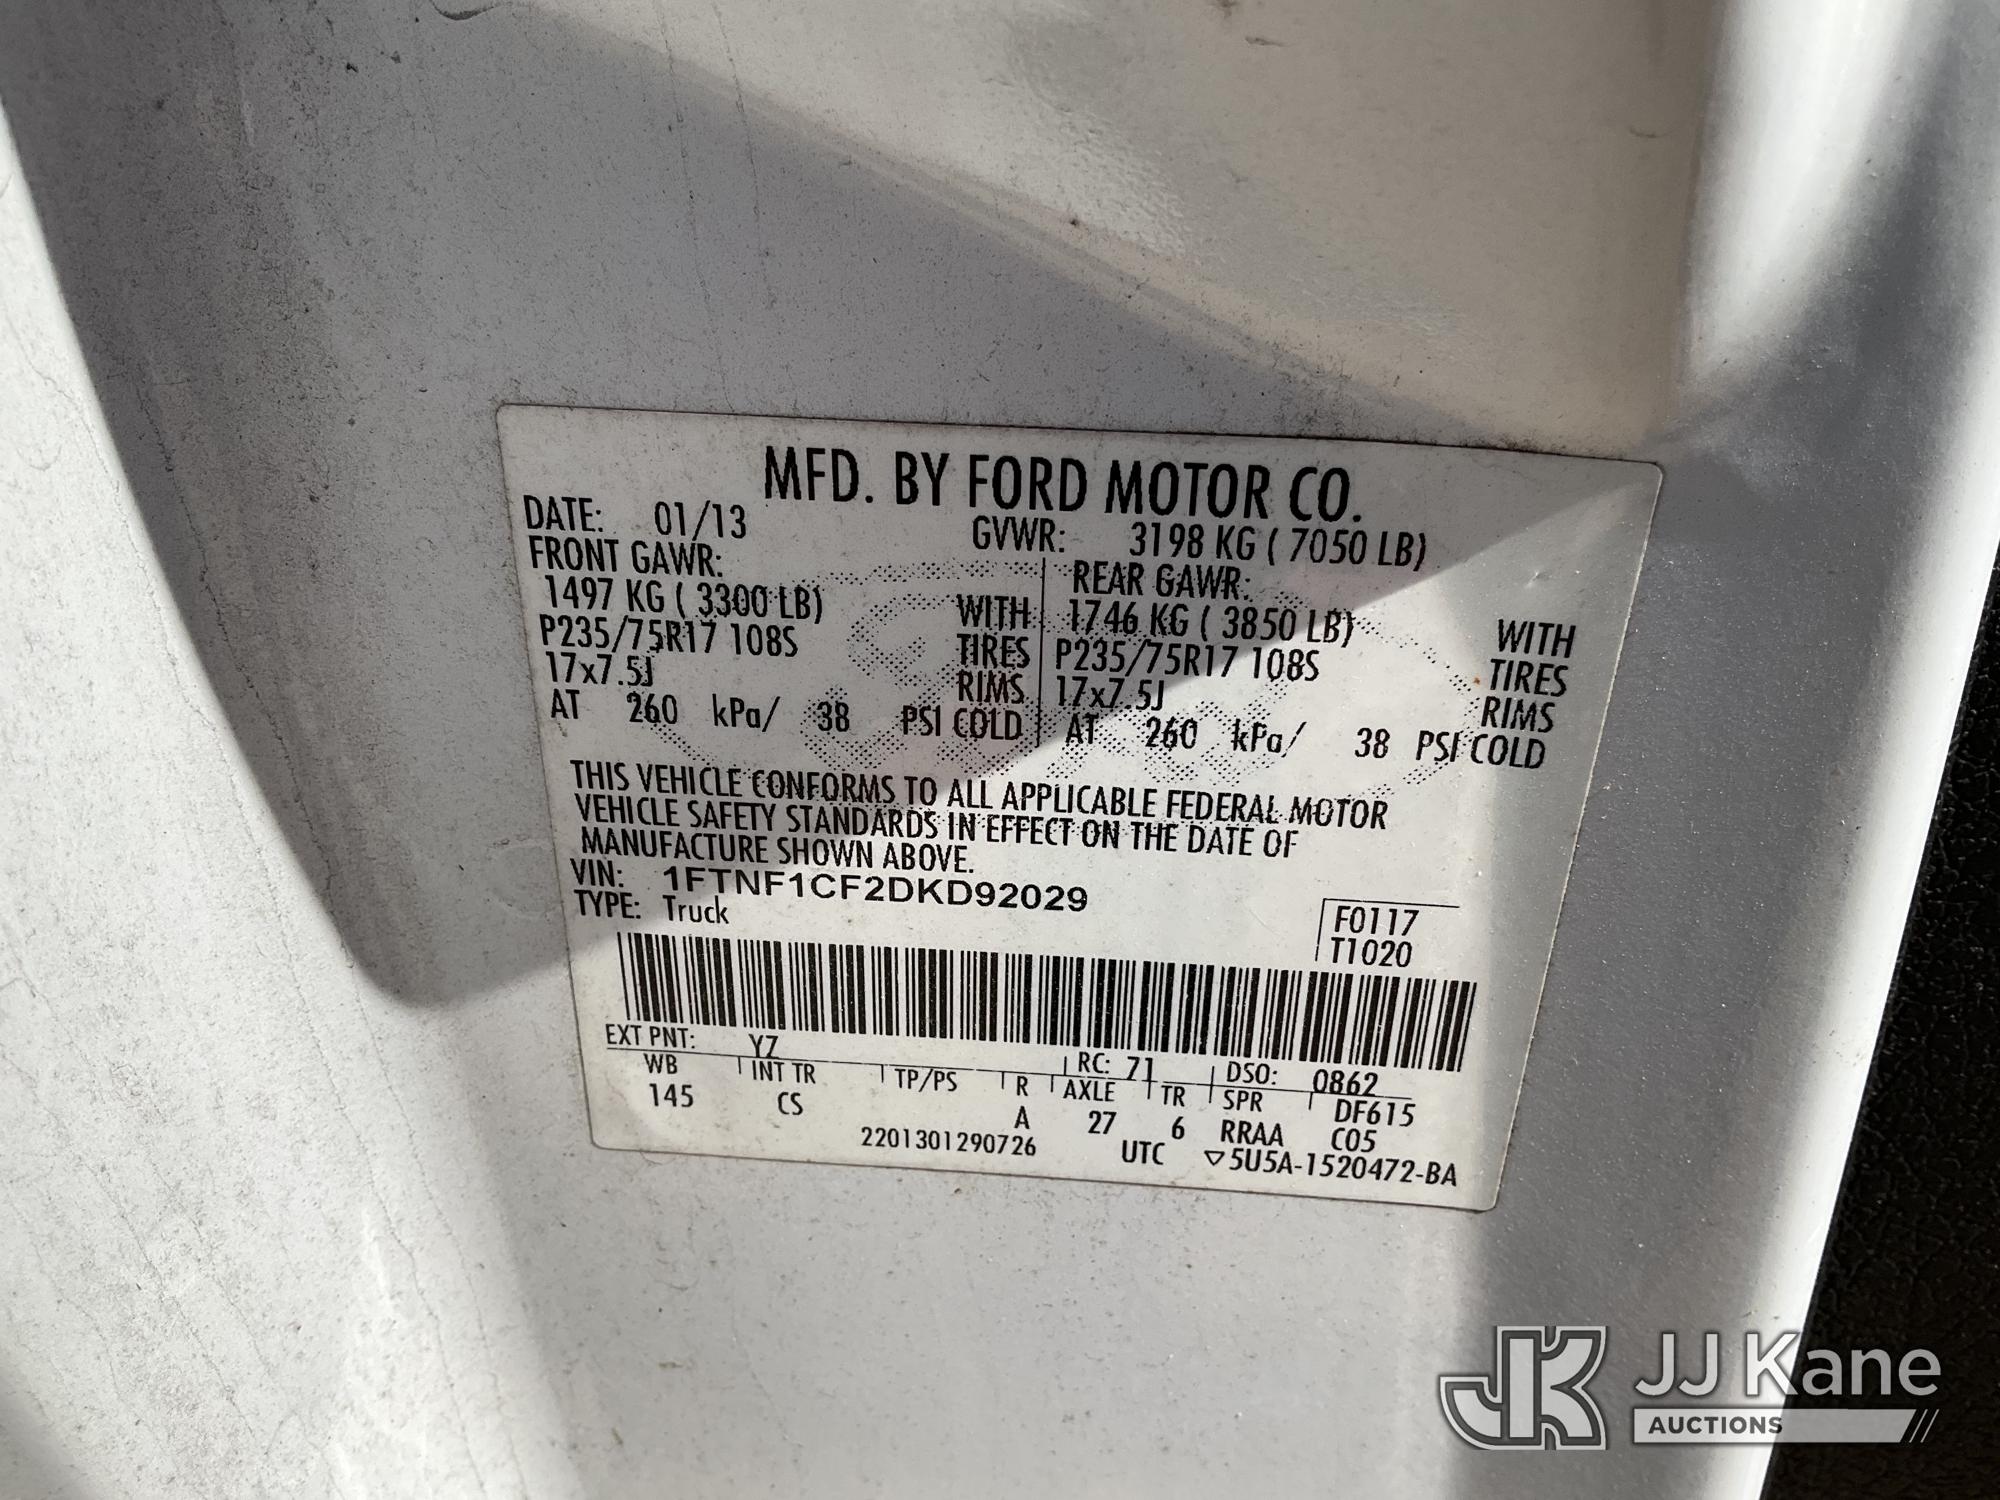 MFD. BY FORD MOTOR CO.
DATE: 01/13 GVWR: 3198 KG ( 7050 LB)
FRONT GAWR: REAR GAWR:
1497 KG ( 3300 LB) WITH 1746 KG ( 3850 LB) WITH
P235/75R17 108S TIRES P235/75R17 108S TIRES
17x7.5J RIMS 17x7.5J RIMS
AT 260 kPa/ 38 PSI COLD AT 260 kPa/ 38 PSI COLD
THIS VEHICLE CONFORMS TO ALL APPLICABLE FEDERAL MOTOR
VEHICLE SAFETY STANDARDS IN EFFECT ON THE DATE OF
MANUFACTURE SHOWN ABOVE.
VIN: 1FTNF1CF2DKD92029
TYPE: Truck
F0117
T1020
EXT PNT: YZ RC: 71 DSO: 0862
WB INT TR TP/PS R AXLE TR SPR DF615
145 CS A 27 6 RRAA C05
2201301290726 UTC ▽5U5A-1520472-BA
JK JJ Kane
AUCTIONS